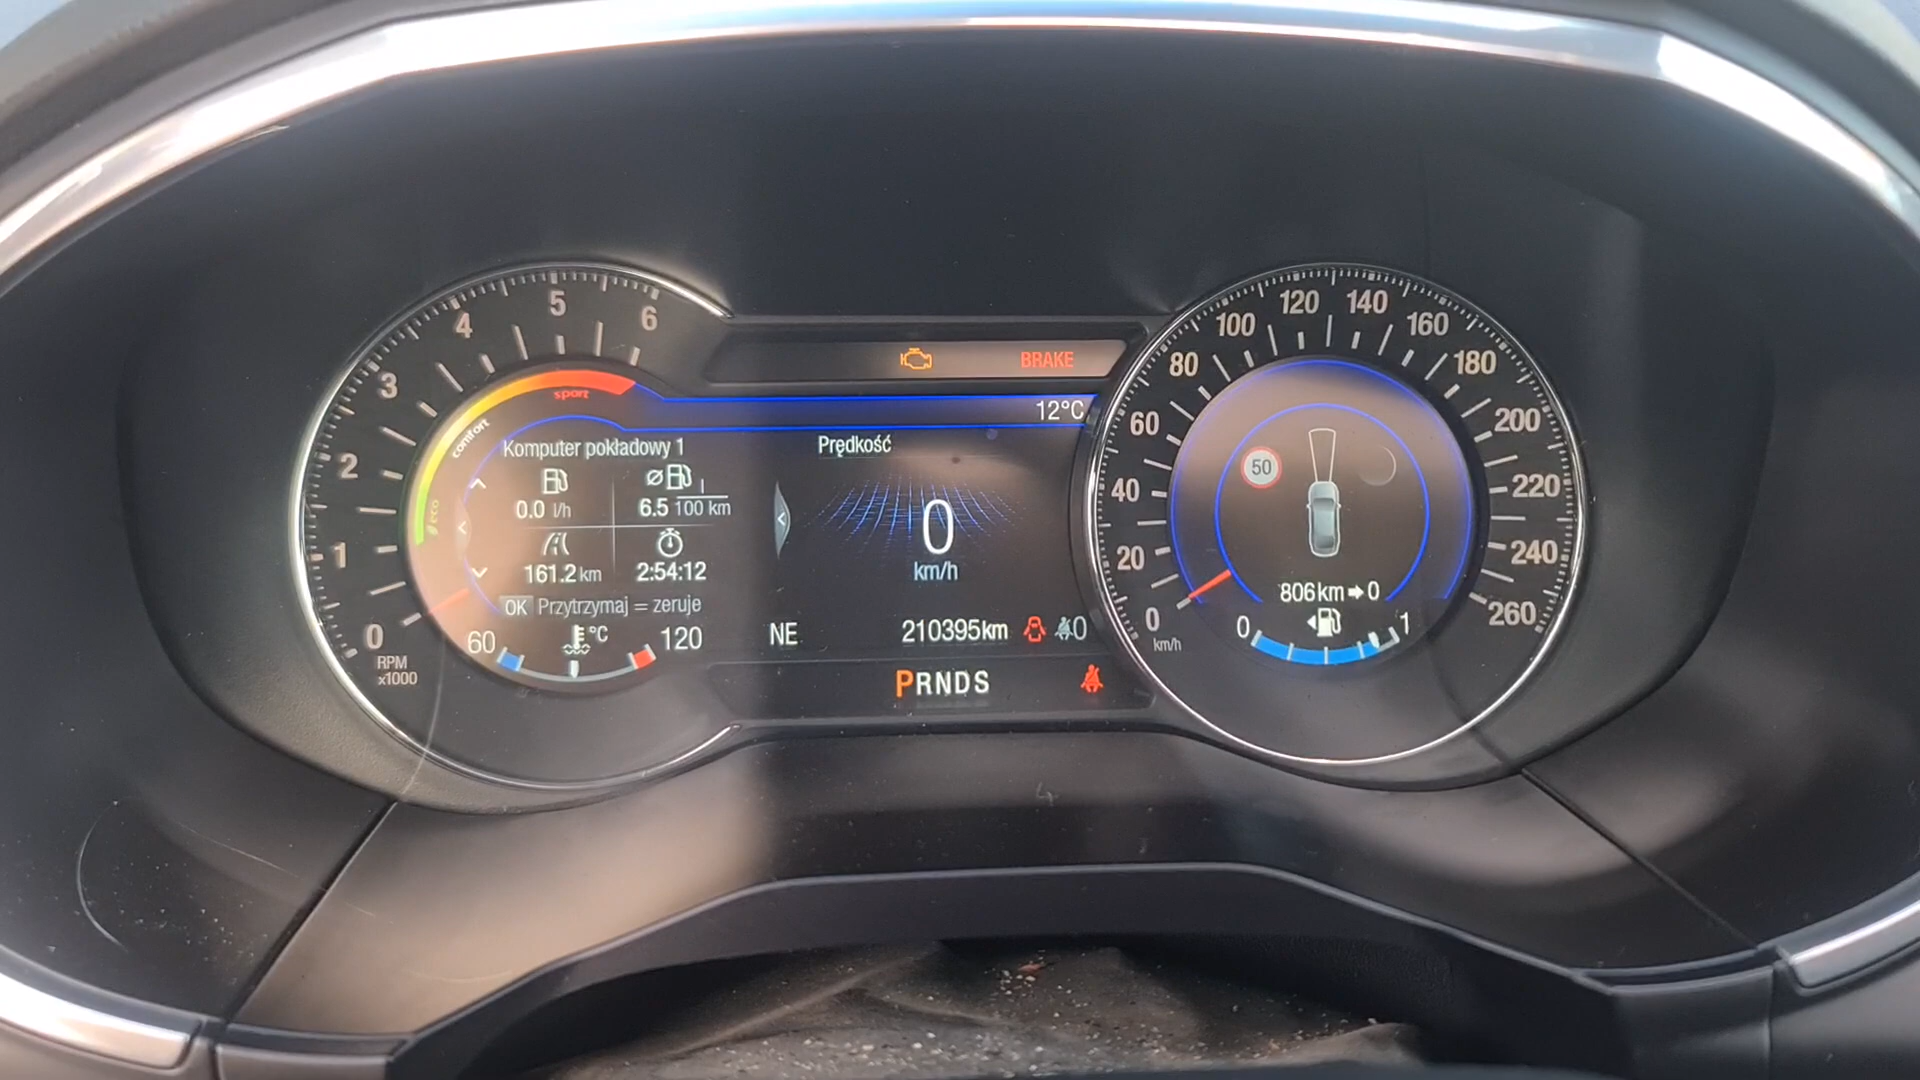 0 1 2 3 4 5 6
RPM
x1000
eco comfort sport
Komputer pokładowy 1
0.0 l/h
6.5 l/100 km
161.2 km
2:54:12
OK Przytrzymaj = zeruje
60 °C 120
BRAKE
12°C
Prędkość
0
km/h
NE 210395km 0
PRNDS
0 20 40 60 80 100 120 140 160 180 200 220 240 260
km/h
50
806 km 0
0 1